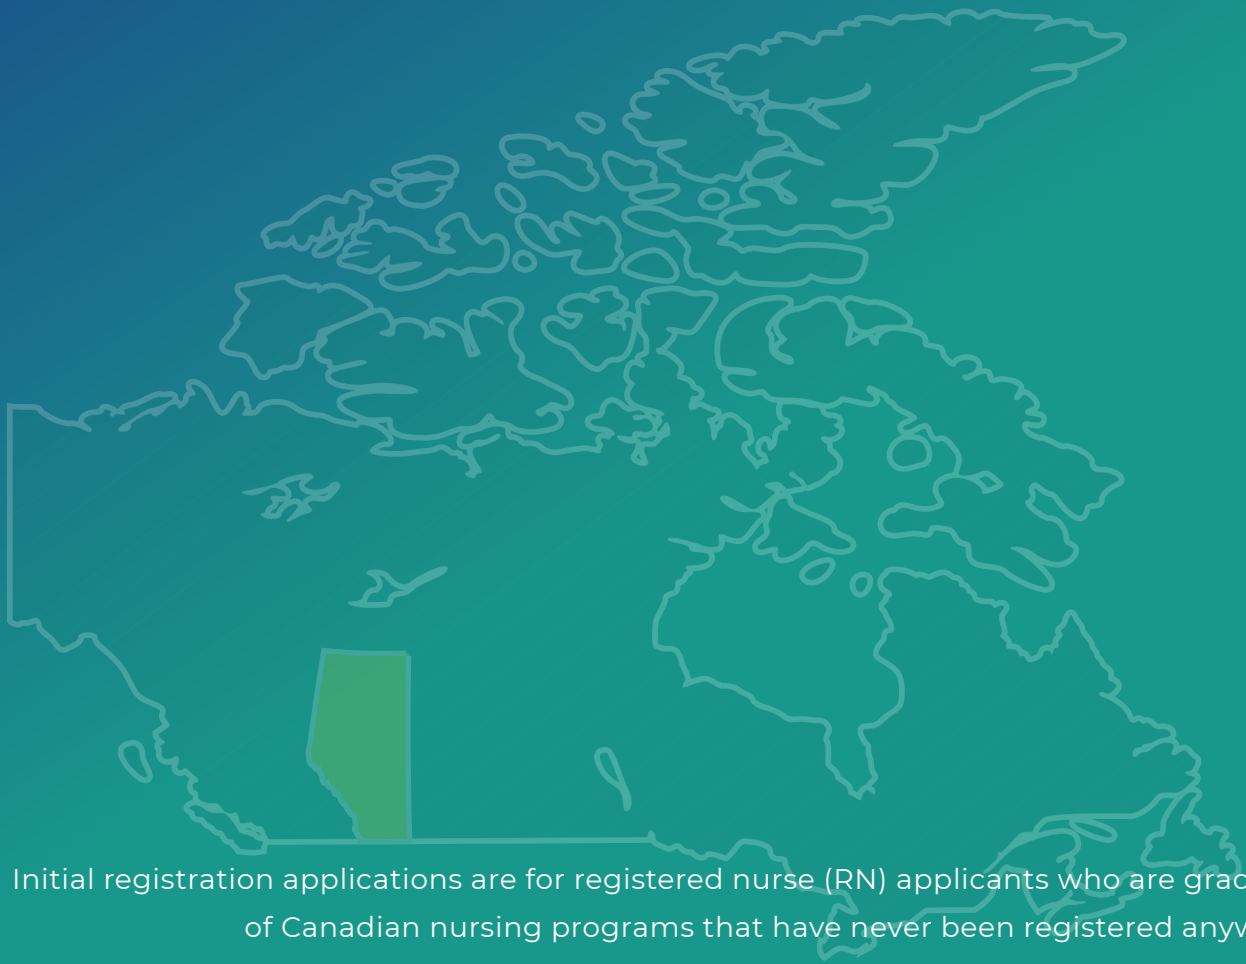 Initial registration applications are for registered nurse (RN) applicants who are grad
of Canadian nursing programs that have never been registered anyw